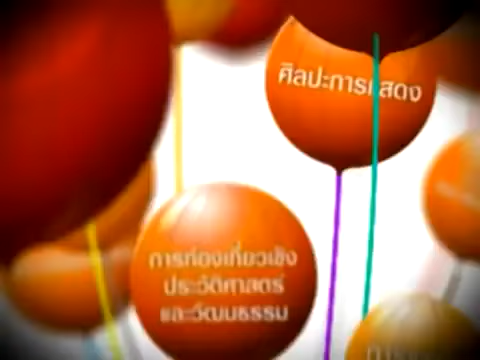 ศิลปะการแสดง
การท่องเที่ยวเชิง
ประวัติศาสตร์
และวัฒนธรรม